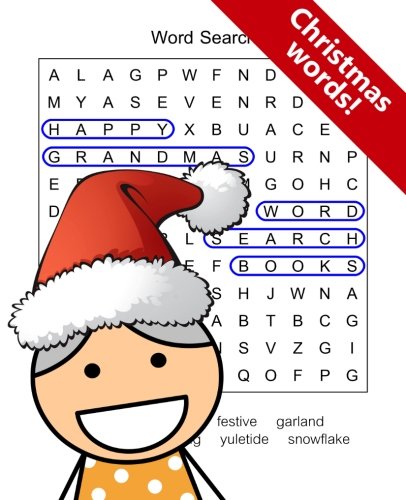 Word Search
Christmas
words!
A L A G P W F N D
M Y A S E V E N R D
H A P P Y X B U A C E
G R A N D M A S U R N P
E G O H C
D W O R D
L S E A R C H
E F B O O K S
S H J W N A
A B T B C G
S V Z G I
Q O F P G
festive garland
yuletide snowflake